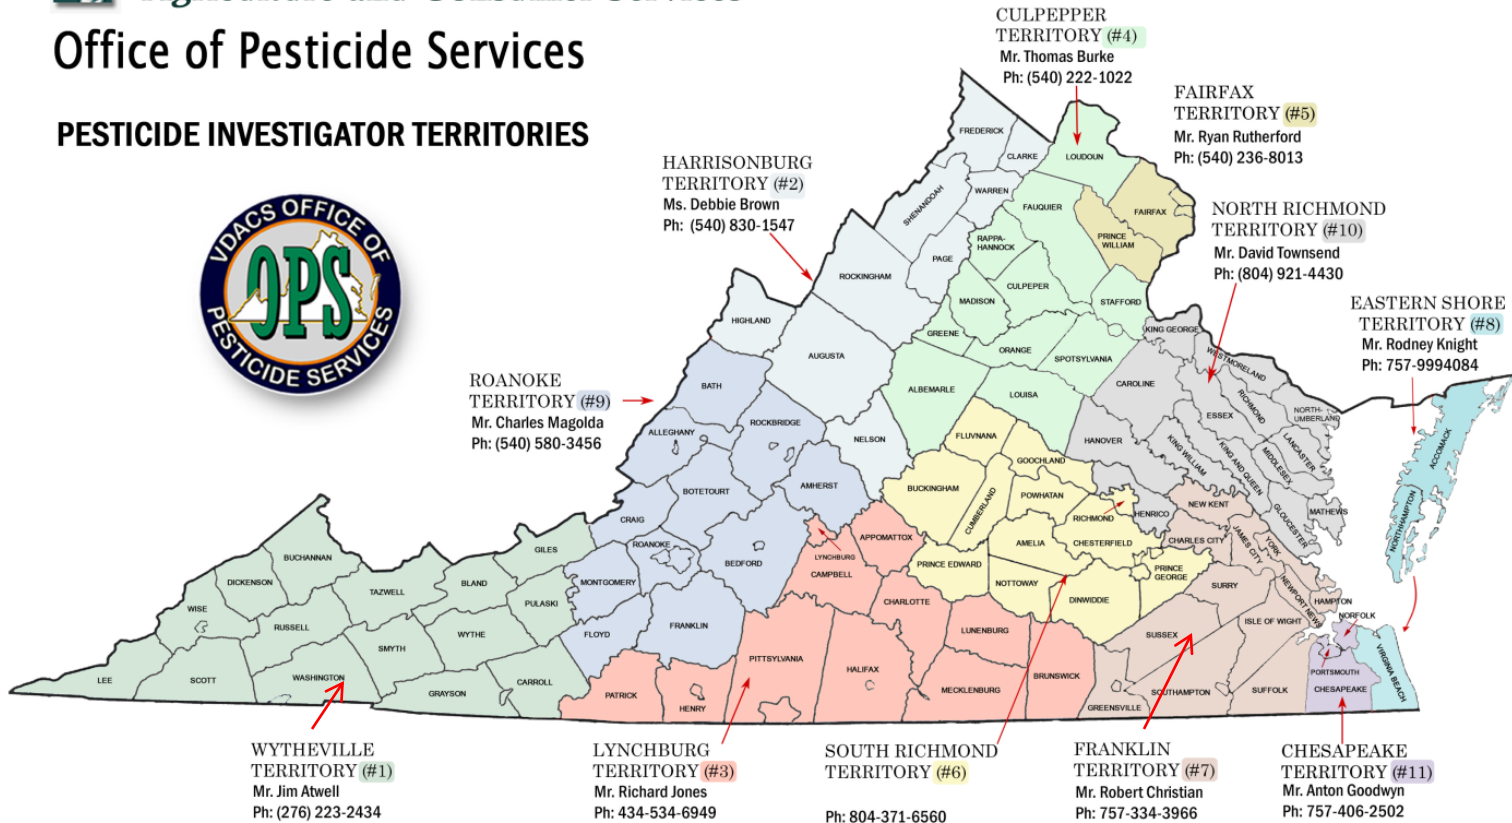 Agriculture and Consumer Services
Office of Pesticide Services
PESTICIDE INVESTIGATOR TERRITORIES
VDACS OFFICE OF
OPS
PESTICIDE SERVICES
CULPEPPER
TERRITORY (#4)
Mr. Thomas Burke
Ph: (540) 222-1022
FAIRFAX
TERRITORY (#5)
Mr. Ryan Rutherford
Ph: (540) 236-8013
HARRISONBURG
TERRITORY (#2)
Ms. Debbie Brown
Ph: (540) 830-1547
NORTH RICHMOND
TERRITORY (#10)
Mr. David Townsend
Ph: (804) 921-4430
EASTERN SHORE
TERRITORY (#8)
Mr. Rodney Knight
Ph: 757-9994084
ROANOKE
TERRITORY (#9)
Mr. Charles Magolda
Ph: (540) 580-3456
FREDERICK
CLARKE
LOUDOUN
SHENANDOAH
WARREN
FAUQUIER
FAIRFAX
PRINCE
WILLIAM
RAPPA-
HANNOCK
PAGE
ROCKINGHAM
CULPEPER
MADISON
STAFFORD
HIGHLAND
GREENE
KING GEORGE
AUGUSTA
ORANGE
SPOTSYLVANIA
WESTMORELAND
BATH
ALBEMARLE
LOUISA
CAROLINE
RICHMOND
ESSEX
NORTH-
UMBERLAND
ROCKBRIDGE
ALLEGHANY
NELSON
FLUVNANA
HANOVER
KING WILLIAM
KING AND QUEEN
MIDDLESEX
LANCASTER
ACCOMACK
GOOCHLAND
BOTETOURT
AMHERST
BUCKINGHAM
CUMBERLAND
POWHATAN
RICHMOND
HENRICO
NEW KENT
GLOUCESTER
MATHEWS
NORTHHAMPTON
CRAIG
ROANOKE
LYNCHBURG
APPOMATTOX
AMELIA
CHESTERFIELD
CHARLES CITY
JAMES CITY
YORK
GILES
BUCHANNAN
BEDFORD
CAMPBELL
PRINCE EDWARD
NOTTOWAY
PRINCE
GEORGE
DICKENSON
TAZWELL
BLAND
MONTGOMERY
PULASKI
CHARLOTTE
DINWIDDIE
SURRY
NEWPORT NEWS
HAMPTON
NORFOLK
WISE
RUSSELL
WYTHE
FLOYD
FRANKLIN
LUNENBURG
SUSSEX
ISLE OF WIGHT
SMYTH
PITTSYLVANIA
HALIFAX
BRUNSWICK
PORTSMOUTH
VIRGINIA BEACH
LEE
SCOTT
WASHINGTON
GRAYSON
CARROLL
PATRICK
HENRY
MECKLENBURG
GREENSVILLE
SOUTHAMPTON
SUFFOLK
CHESAPEAKE
WYTHEVILLE
TERRITORY (#1)
Mr. Jim Atwell
Ph: (276) 223-2434
LYNCHBURG
TERRITORY (#3)
Mr. Richard Jones
Ph: 434-534-6949
SOUTH RICHMOND
TERRITORY (#6)
Ph: 804-371-6560
FRANKLIN
TERRITORY (#7)
Mr. Robert Christian
Ph: 757-334-3966
CHESAPEAKE
TERRITORY (#11)
Mr. Anton Goodwyn
Ph: 757-406-2502